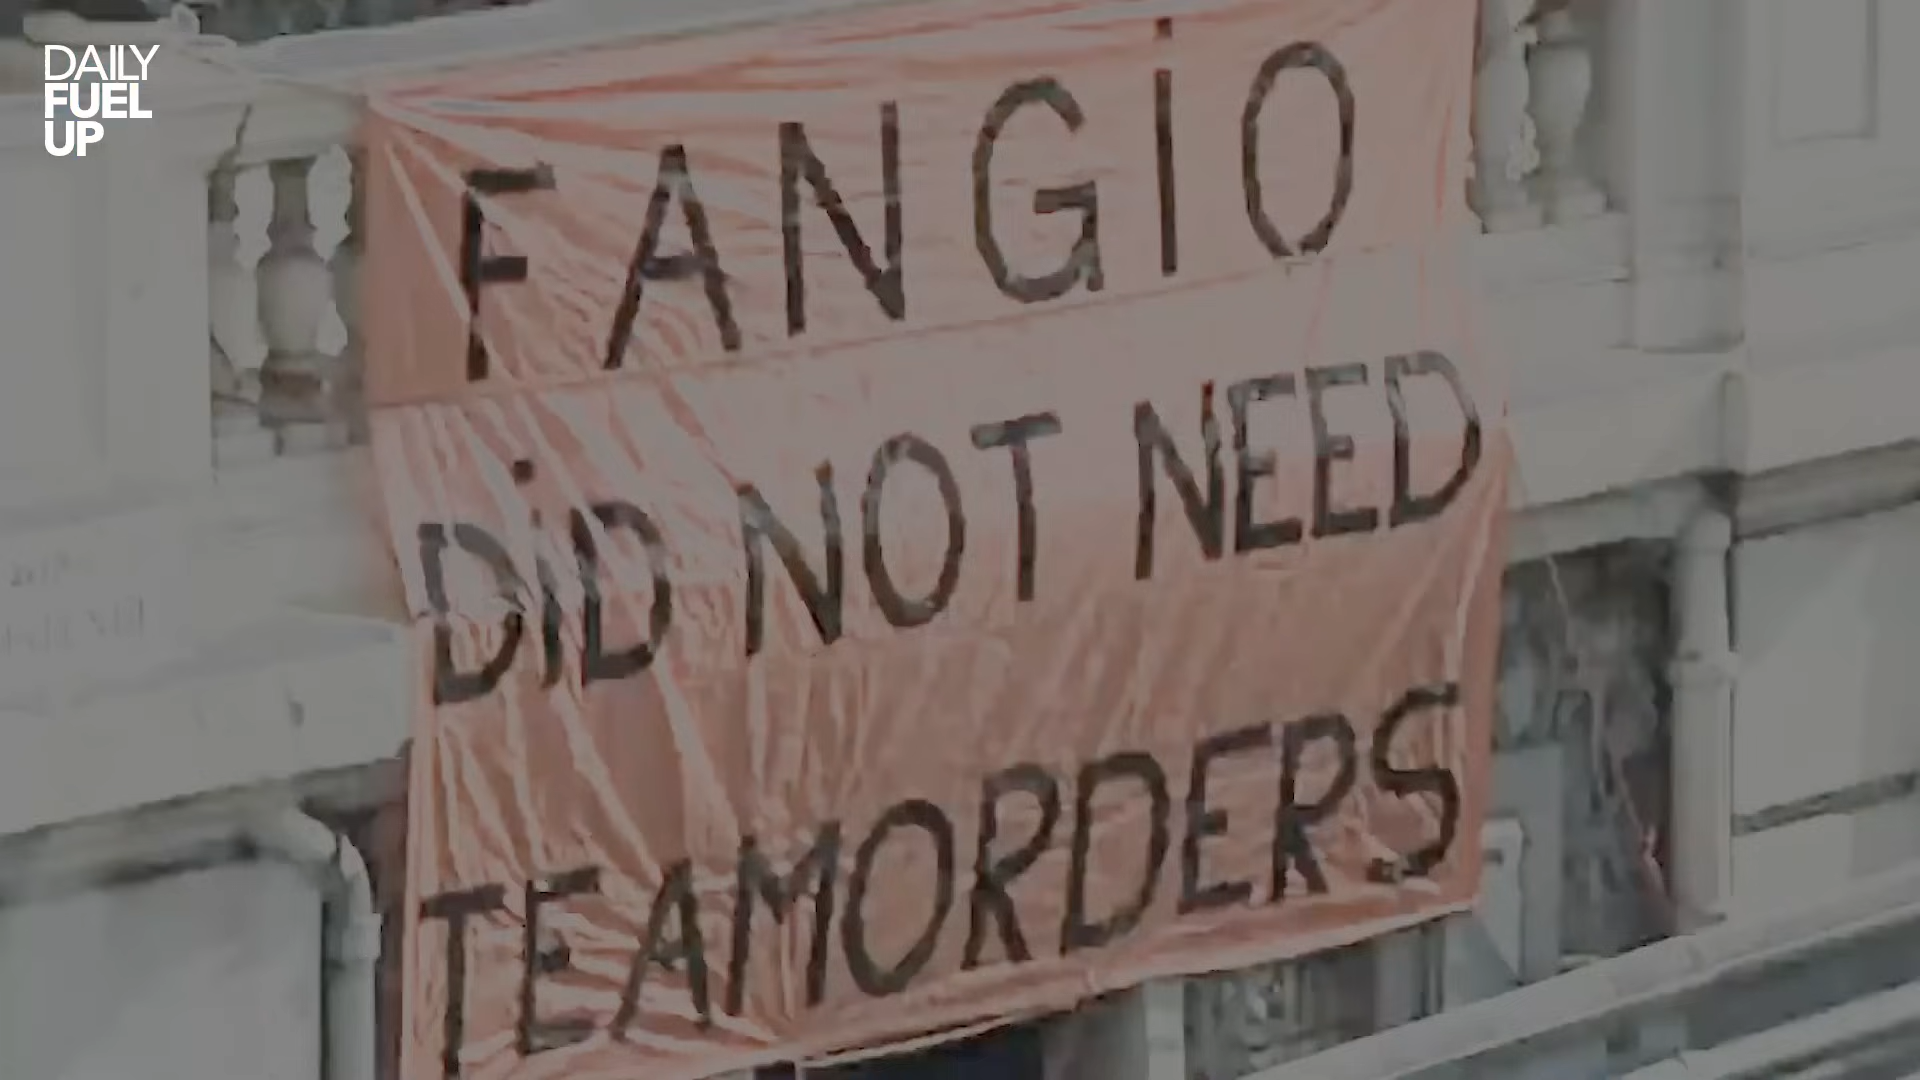 DAILY
FUEL
UP
FANGiO
DiD NOT NEED
TEAMORDERS